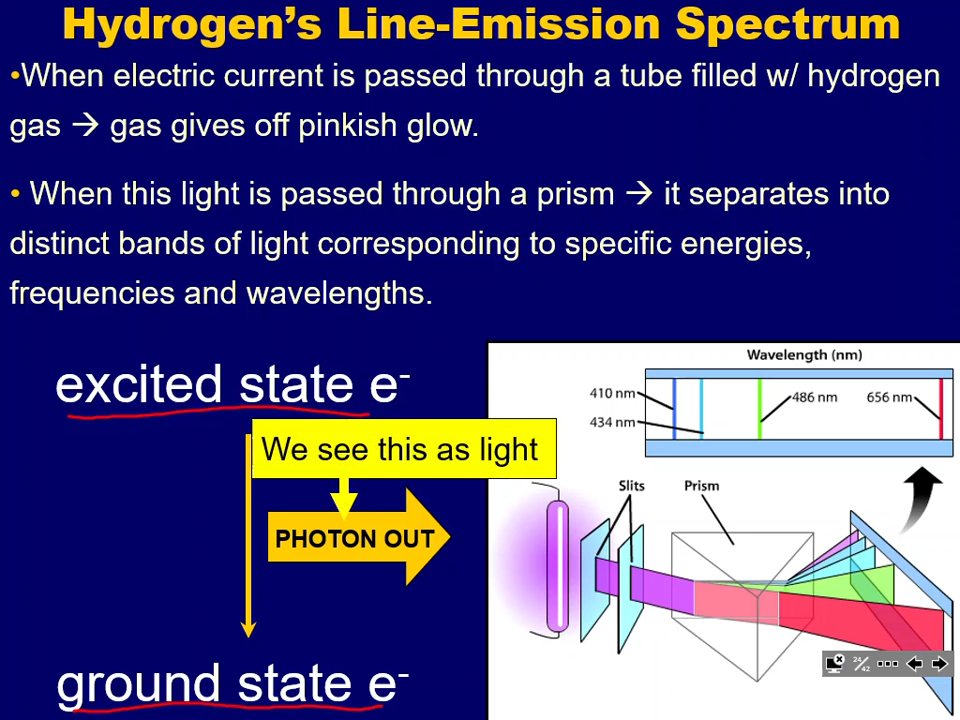 Hydrogen's Line-Emission Spectrum
•When electric current is passed through a tube filled w/ hydrogen
gas → gas gives off pinkish glow.
• When this light is passed through a prism → it separates into
distinct bands of light corresponding to specific energies,
frequencies and wavelengths.
excited state e-
We see this as light
PHOTON OUT
ground state e-
Wavelength (nm)
410 nm
434 nm
486 nm
656 nm
Slits
Prism
24/42